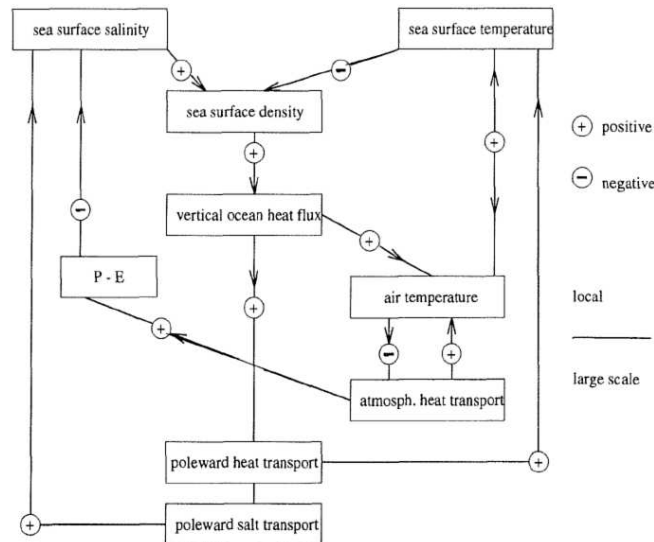 sea surface salinity
sea surface temperature
+
−
sea surface density
+ positive
+
+
− negative
−
vertical ocean heat flux
+
P - E
air temperature
local
+
+
−
+
large scale
atmosph. heat transport
poleward heat transport
+
+
poleward salt transport